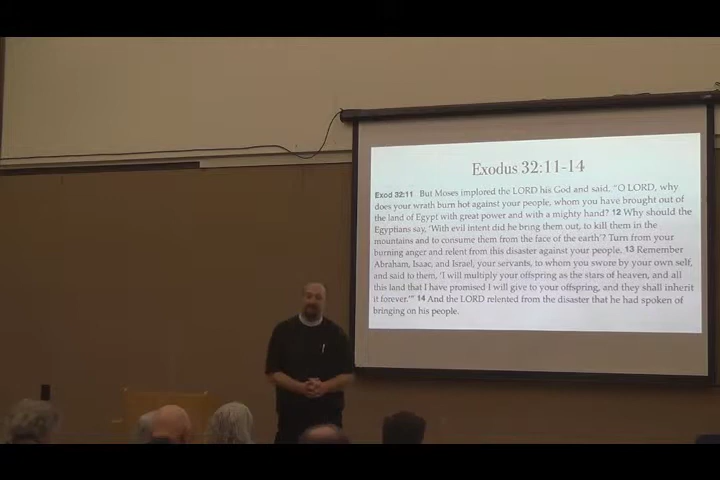 Exodus 32:11-14
Exod 32:11 But Moses implored the LORD his God and said, “O LORD, why
does your wrath burn hot against your people, whom you have brought out of
the land of Egypt with great power and with a mighty hand? 12 Why should the
Egyptians say, ‘With evil intent did he bring them out, to kill them in the
mountains and to consume them from the face of the earth’? Turn from your
burning anger and relent from this disaster against your people. 13 Remember
Abraham, Isaac, and Israel, your servants, to whom you swore by your own self,
and said to them, ‘I will multiply your offspring as the stars of heaven, and all
this land that I have promised I will give to your offspring, and they shall inherit
it forever.’” 14 And the LORD relented from the disaster that he had spoken of
bringing on his people.